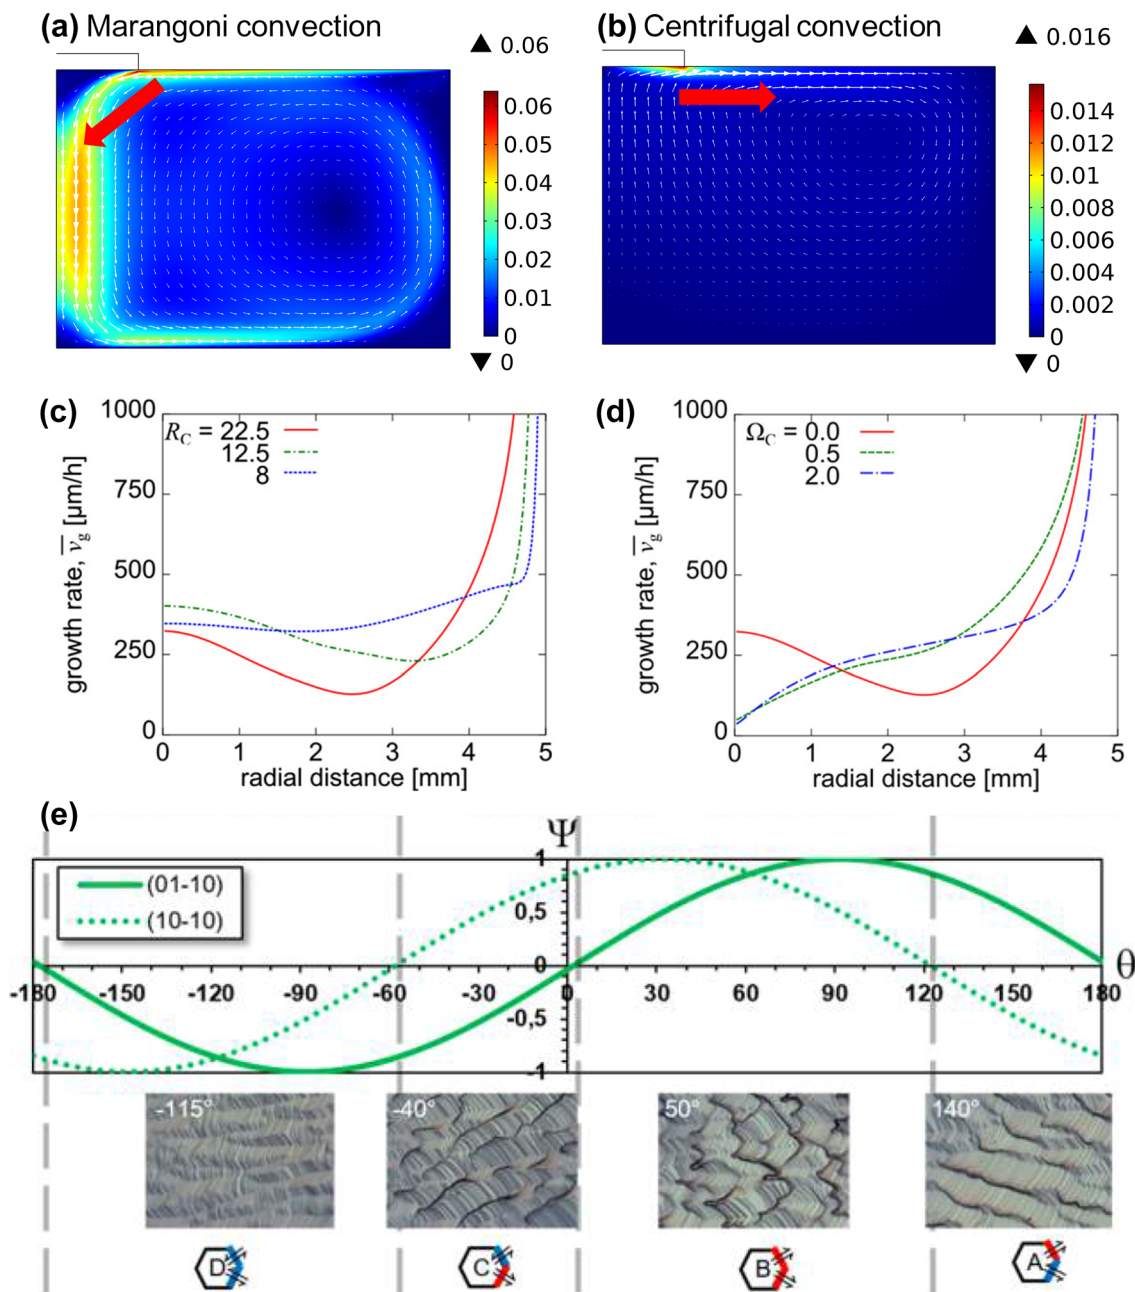 (a) Marangoni convection
0.06
0.06
0.05
0.04
0.03
0.02
0.01
0
0
(b) Centrifugal convection
0.016
0.014
0.012
0.01
0.008
0.006
0.004
0.002
0
0
(c)
1000
750
500
250
0
growth rate, v̅g [μm/h]
RC = 22.5
12.5
8
0 1 2 3 4 5
radial distance [mm]
(d)
1000
750
500
250
0
growth rate, v̅g [μm/h]
ΩC = 0.0
0.5
2.0
0 1 2 3 4 5
radial distance [mm]
(e)
Ψ
1
0,5
0
-0,5
-1
(01-10)
(10-10)
-180 -150 -120 -90 -60 -30 0 30 60 90 120 150 180
θ
-115° -40° 50° 140°
D C B A